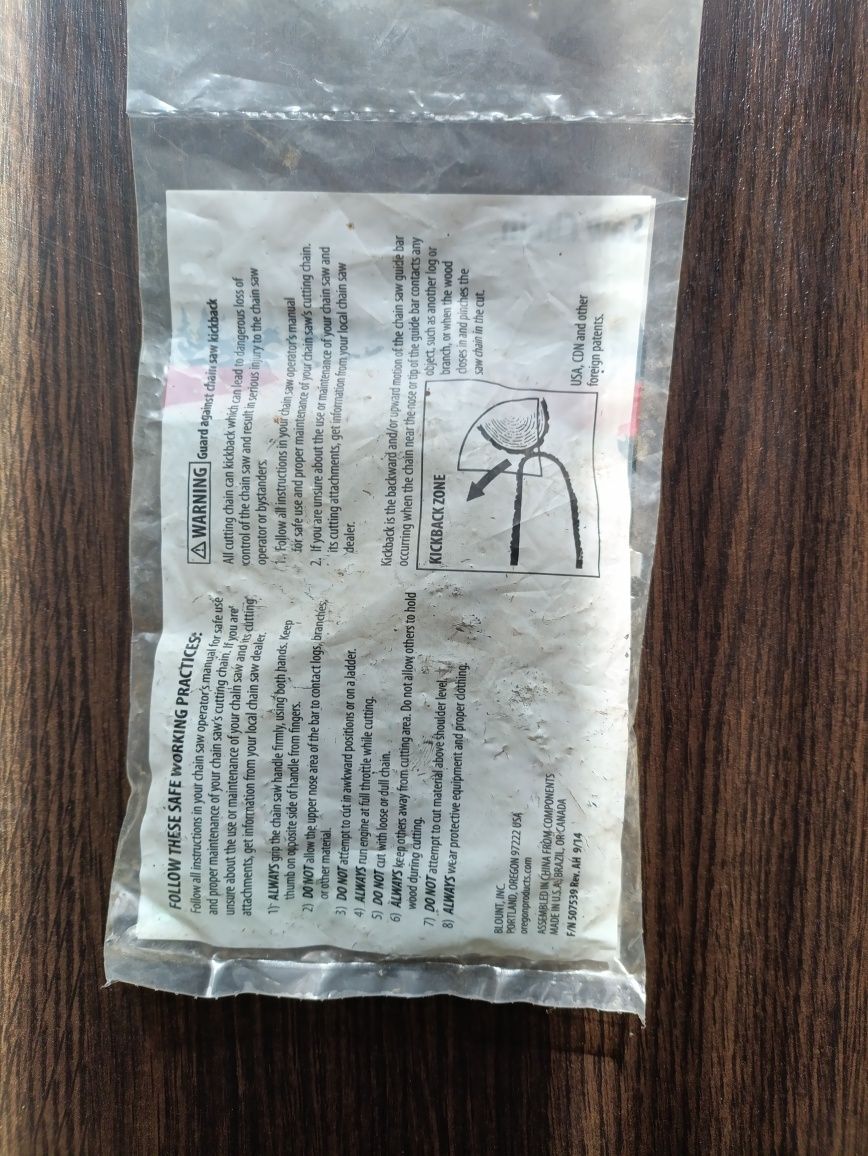 FOLLOW THESE SAFE WORKING PRACTICES:
Follow all instructions in your chain saw operator's manual for safe use
and proper maintenance of your chain saw's cutting chain. If you are
unsure about the use or maintenance of your chain saw and its cutting
attachments, get information from your local chain saw dealer.
1) ALWAYS grip the chain saw handle firmly, using both hands. Keep
thumb on opposite side of handle from fingers.
2) DO NOT allow the upper nose area of the bar to contact logs, branches,
or other material.
3) DO NOT attempt to cut in awkward positions or on a ladder.
4) ALWAYS run engine at full throttle while cutting.
5) DO NOT cut with loose or dull chain.
6) ALWAYS keep others away from cutting area. Do not allow others to hold
wood during cutting.
7) DO NOT attempt to cut material above shoulder level.
8) ALWAYS wear protective equipment and proper clothing.
BLOUNT, INC.
PORTLAND, OREGON 97222 USA
oregonproducts.com
ASSEMBLED IN CHINA FROM COMPONENTS
MADE IN U.S.A., BRAZIL, OR CANADA
F/N 507539 Rev. AH 9/14
WARNING Guard against chain saw kickback
All cutting chain can kickback which can lead to dangerous loss of
control of the chain saw and result in serious injury to the chain saw
operator or bystanders.
1. Follow all instructions in your chain saw operator's manual
for safe use and proper maintenance of your chain saw's cutting chain.
2. If you are unsure about the use or maintenance of your chain saw and
its cutting attachments, get information from your local chain saw
dealer.
Kickback is the backward and/or upward motion of the chain saw guide bar
occurring when the chain near the nose or tip of the guide bar contacts any
object, such as another log or
branch, or when the wood
closes in and pinches the
saw chain in the cut.
KICKBACK ZONE
USA, CDN and other
foreign patents.
Saw Chain